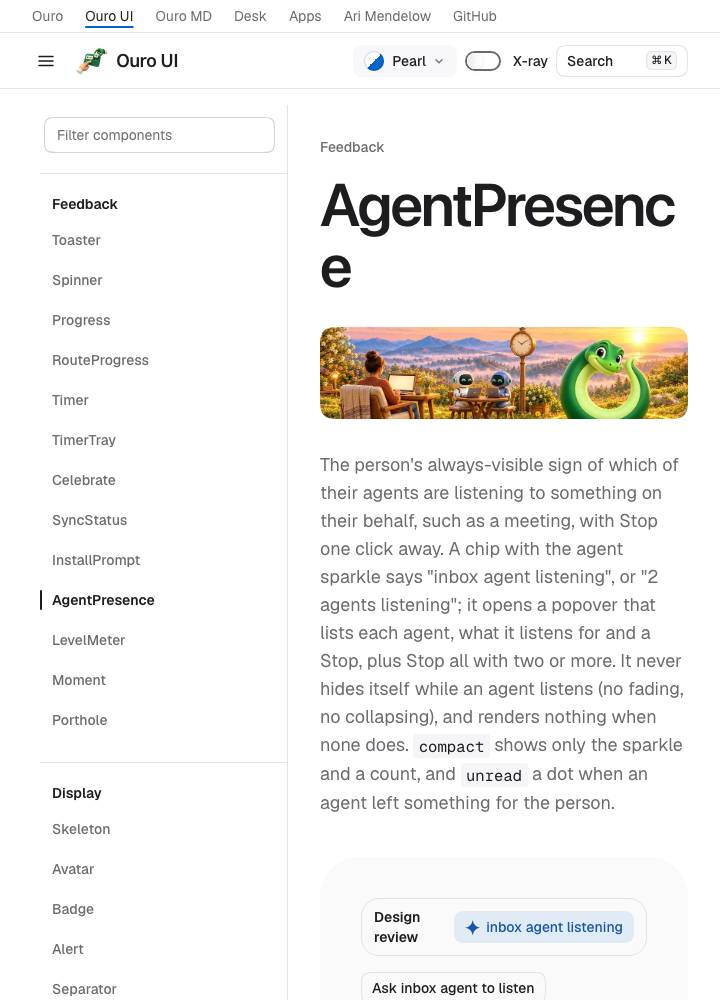 Ouro
Ouro UI
Ouro MD
Desk
Apps
Ari Mendelow
GitHub
Ouro UI
Pearl
X-ray
Search
⌘ K
Filter components
Feedback
Toaster
Spinner
Progress
RouteProgress
Timer
TimerTray
Celebrate
SyncStatus
InstallPrompt
AgentPresence
LevelMeter
Moment
Porthole
Display
Skeleton
Avatar
Badge
Alert
Separator
Feedback
AgentPresenc
e
The person's always-visible sign of which of
their agents are listening to something on
their behalf, such as a meeting, with Stop
one click away. A chip with the agent
sparkle says "inbox agent listening", or "2
agents listening"; it opens a popover that
lists each agent, what it listens for and a
Stop, plus Stop all with two or more. It never
hides itself while an agent listens (no fading,
no collapsing), and renders nothing when
none does. compact shows only the sparkle
and a count, and unread a dot when an
agent left something for the person.
Design
review
inbox agent listening
Ask inbox agent to listen